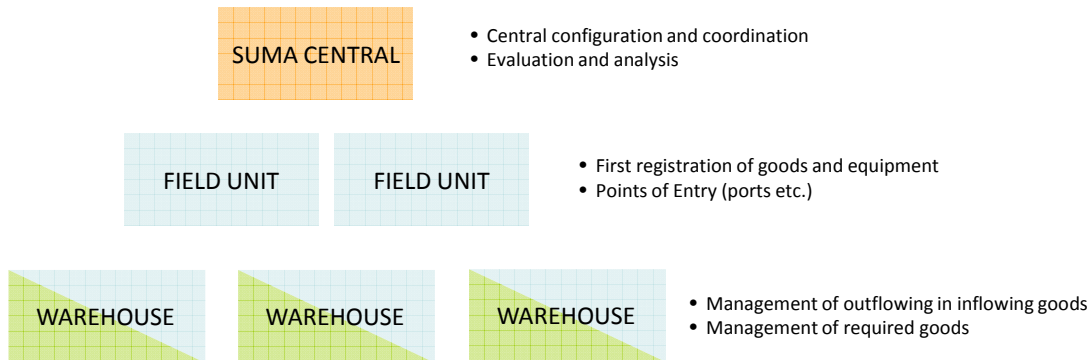 SUMA CENTRAL
• Central configuration and coordination
• Evaluation and analysis
FIELD UNIT
FIELD UNIT
• First registration of goods and equipment
• Points of Entry (ports etc.)
WAREHOUSE
WAREHOUSE
WAREHOUSE
• Management of outflowing in inflowing goods
• Management of required goods